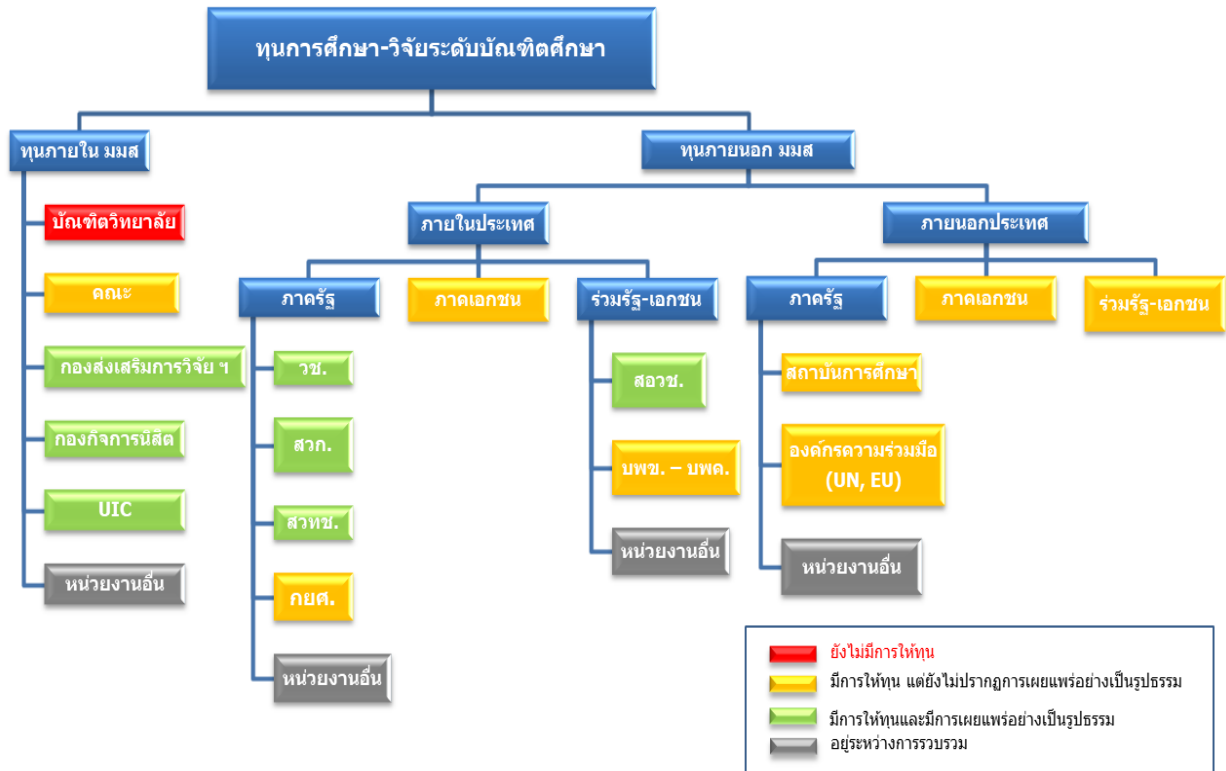 ทุนการศึกษา-วิจัยระดับบัณฑิตศึกษา
ทุนภายใน มมส
ทุนภายนอก มมส
บัณฑิตวิทยาลัย
คณะ
กองส่งเสริมการวิจัย ฯ
กองกิจการนิสิต
UIC
หน่วยงานอื่น
ภายในประเทศ
ภายนอกประเทศ
ภาครัฐ
ภาคเอกชน
ร่วมรัฐ-เอกชน
ภาครัฐ
ภาคเอกชน
ร่วมรัฐ-เอกชน
วช.
สวก.
สวทช.
กยศ.
หน่วยงานอื่น
สอวช.
บพข. – บพค.
หน่วยงานอื่น
สถาบันการศึกษา
องค์กรความร่วมมือ
(UN, EU)
หน่วยงานอื่น
ยังไม่มีการให้ทุน
มีการให้ทุน แต่ยังไม่ปรากฏการเผยแพร่อย่างเป็นรูปธรรม
มีการให้ทุนและมีการเผยแพร่อย่างเป็นรูปธรรม
อยู่ระหว่างการรวบรวม